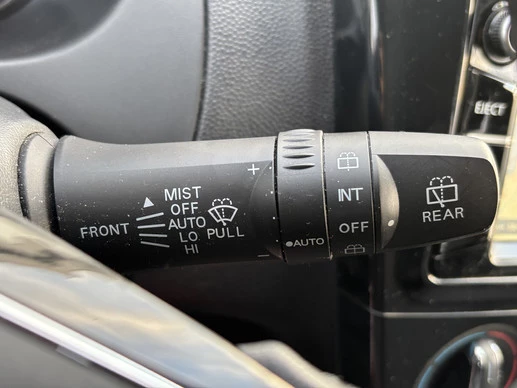 EJECT
MIST
OFF
AUTO
LO
HI
FRONT
PULL
+
-
●AUTO
INT
OFF
REAR